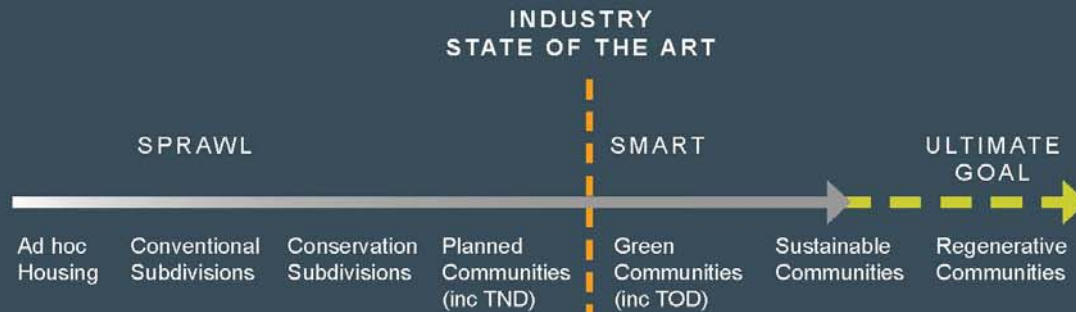 INDUSTRY
STATE OF THE ART
SPRAWL
SMART
ULTIMATE
GOAL
Ad hoc
Housing
Conventional
Subdivisions
Conservation
Subdivisions
Planned
Communities
(inc TND)
Green
Communities
(inc TOD)
Sustainable
Communities
Regenerative
Communities